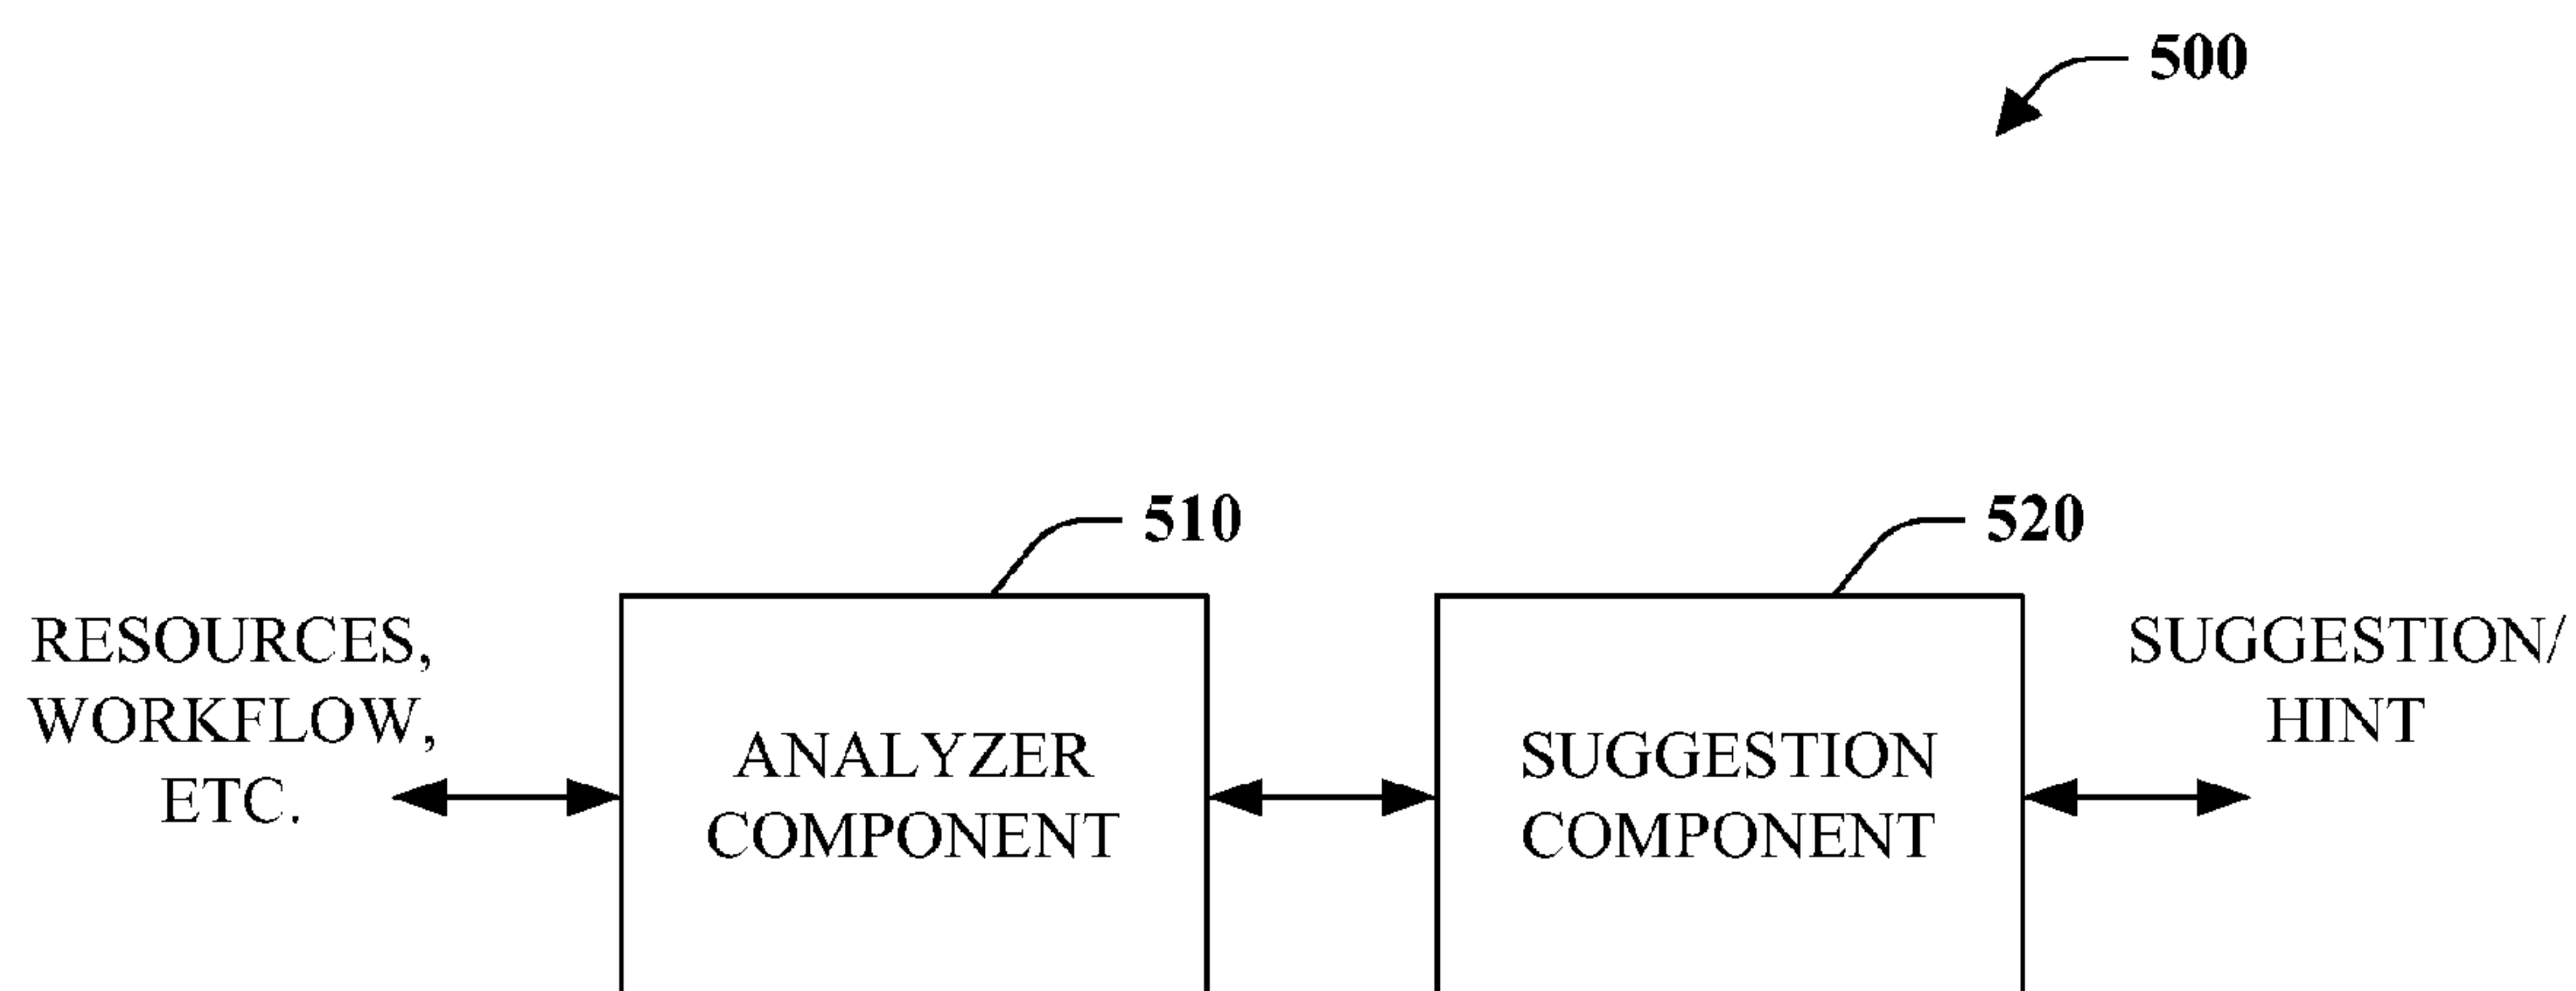 500
510
520
RESOURCES,
WORKFLOW,
ETC.
ANALYZER
COMPONENT
SUGGESTION
COMPONENT
SUGGESTION/
HINT